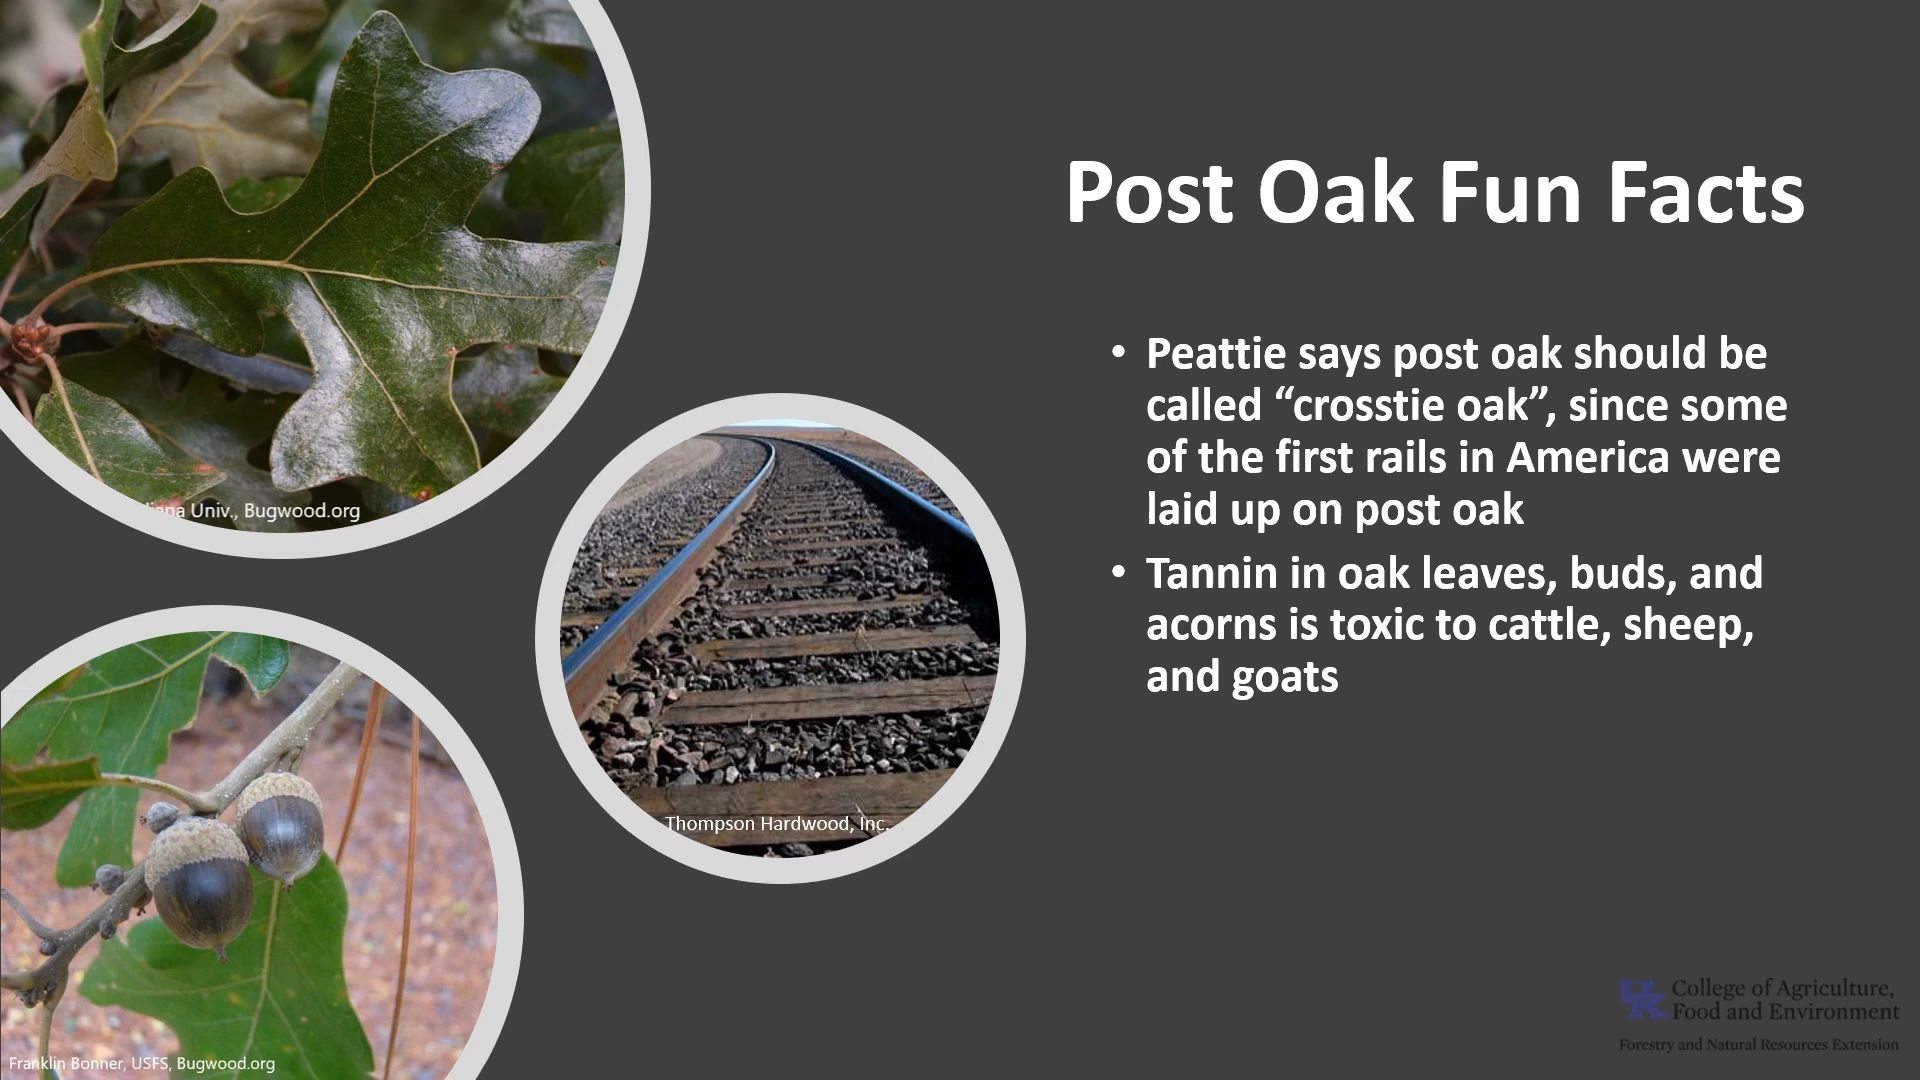 Post Oak Fun Facts
• Peattie says post oak should be
called “crosstie oak”, since some
of the first rails in America were
laid up on post oak
• Tannin in oak leaves, buds, and
acorns is toxic to cattle, sheep,
and goats
Univ., Bugwood.org
Thompson Hardwood, Inc.
Franklin Bonner, USFS, Bugwood.org
UK
College of Agriculture,
Food and Environment
Forestry and Natural Resources Extension